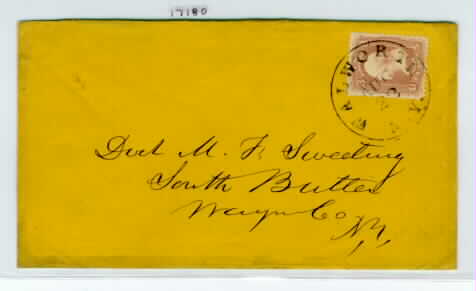 17180
WALWORTH N.Y.
Doct M. F. Sweeting
South Butler
Wayne Co
N.Y.